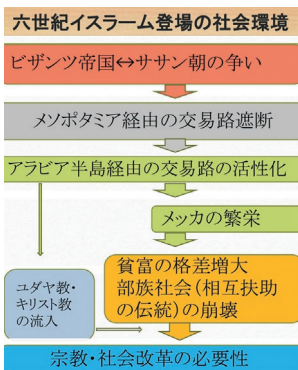 六世紀イスラーム登場の社会環境
ビザンツ帝国↔ササン朝の争い
メソポタミア経由の交易路遮断
アラビア半島経由の交易路の活性化
メッカの繁栄
貧富の格差増大
部族社会(相互扶助
の伝統)の崩壊
ユダヤ教・
キリスト教
の流入
宗教・社会改革の必要性